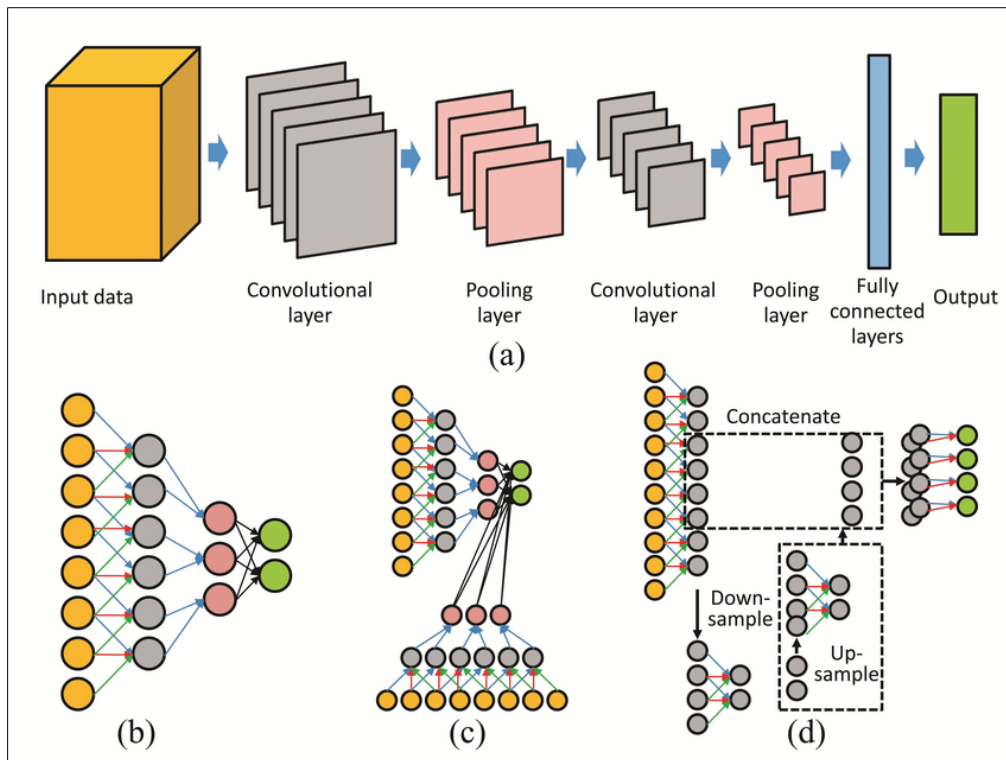 Input data
Convolutional
layer
Pooling
layer
Convolutional
layer
Pooling
layer
Fully
connected
layers
Output
(a)
Concatenate
Down-
sample
Up-
sample
(b)
(c)
(d)